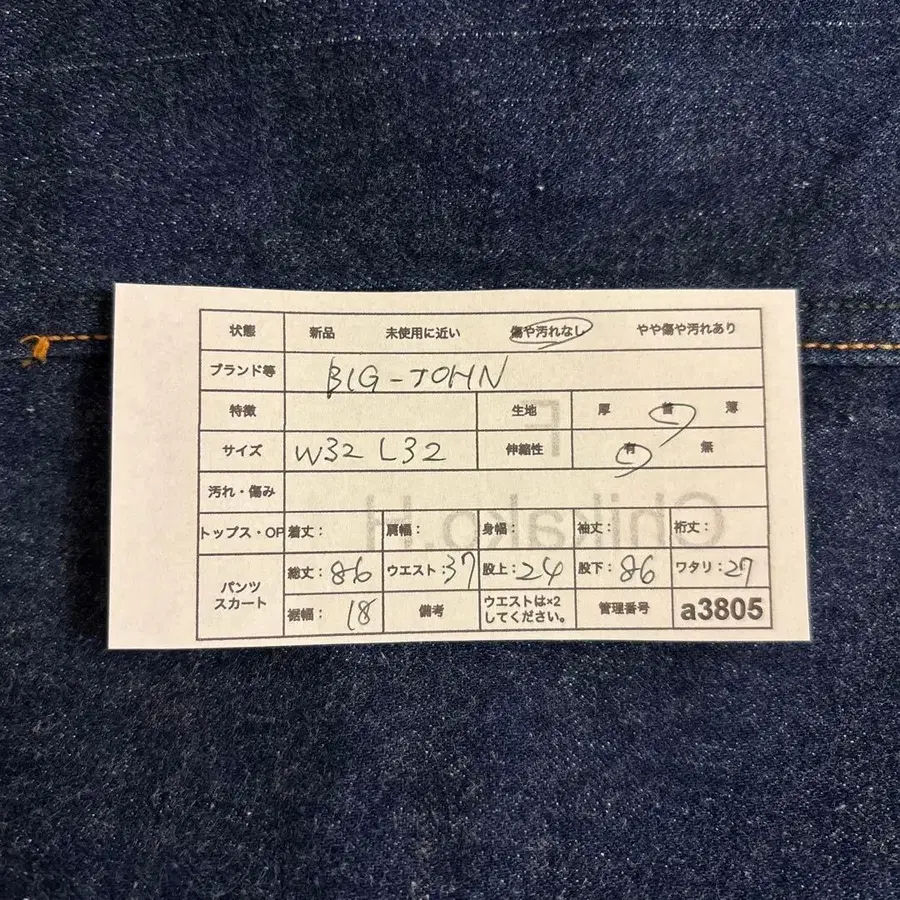 状態 新品 未使用に近い 傷や汚れなし やや傷や汚れあり
ブランド等 BIG-JOHN
特徴 生地 厚 普 薄
サイズ W32 L32 伸縮性 有 無
汚れ・傷み
トップス・OP 着丈: 肩幅: 身幅: 袖丈: 裄丈:
パンツ スカート 総丈:86 ウエスト:37 股上:24 股下:86 ワタリ:27
裾幅: 18 備考 ウエストは×2 してください。 管理番号 a3805
Chikako.H
F